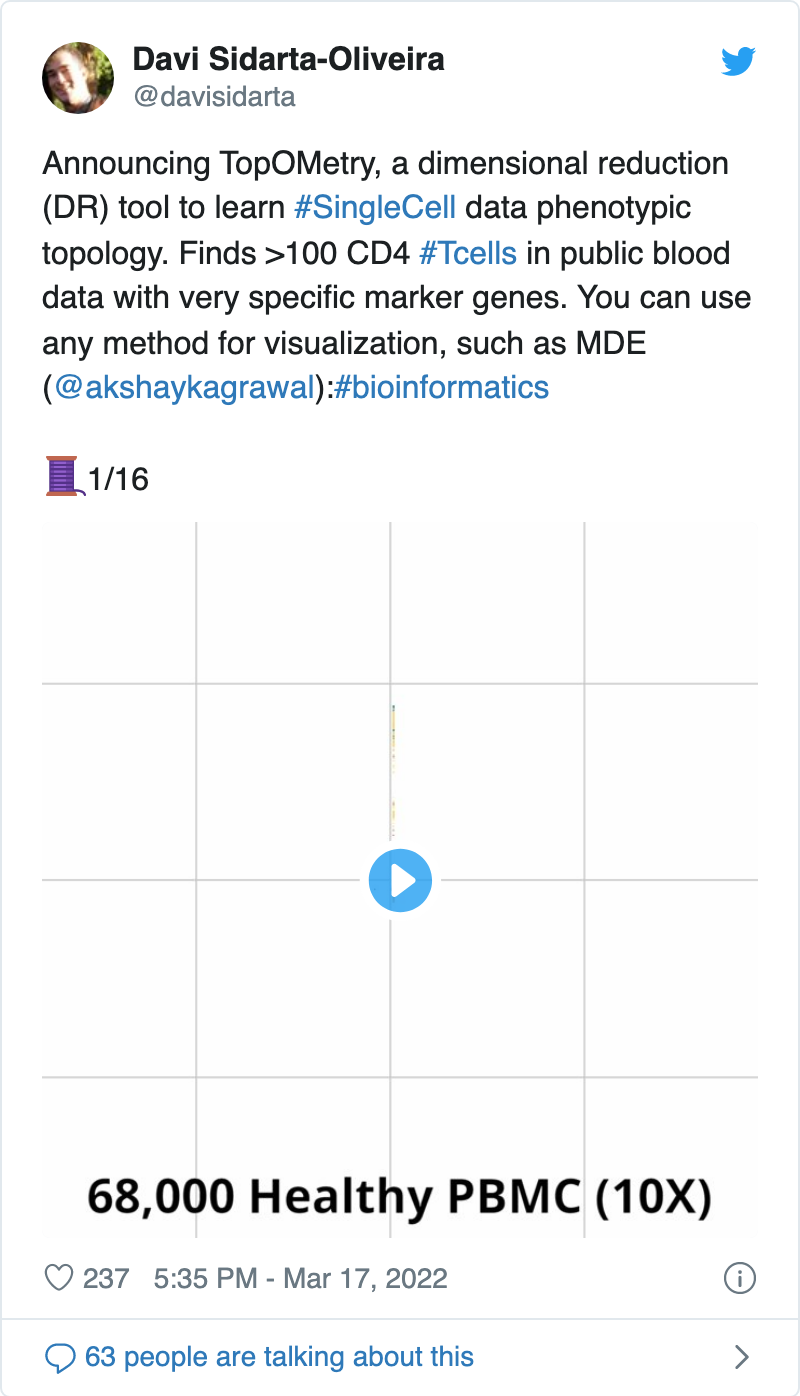 Davi Sidarta-Oliveira
@davisidarta
Announcing TopOMetry, a dimensional reduction
(DR) tool to learn #SingleCell data phenotypic
topology. Finds >100 CD4 #Tcells in public blood
data with very specific marker genes. You can use
any method for visualization, such as MDE
(@akshaykagrawal):#bioinformatics
🧵1/16
68,000 Healthy PBMC (10X)
237 5:35 PM - Mar 17, 2022
63 people are talking about this